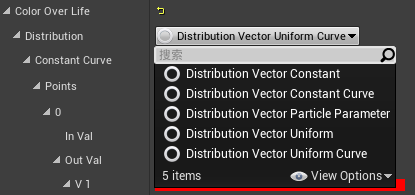 Color Over Life
Distribution
Distribution Vector Uniform Curve
搜索
Constant Curve
Distribution Vector Constant
Points
Distribution Vector Constant Curve
0
Distribution Vector Particle Parameter
In Val
Distribution Vector Uniform
Out Val
Distribution Vector Uniform Curve
V 1
5 items
View Options